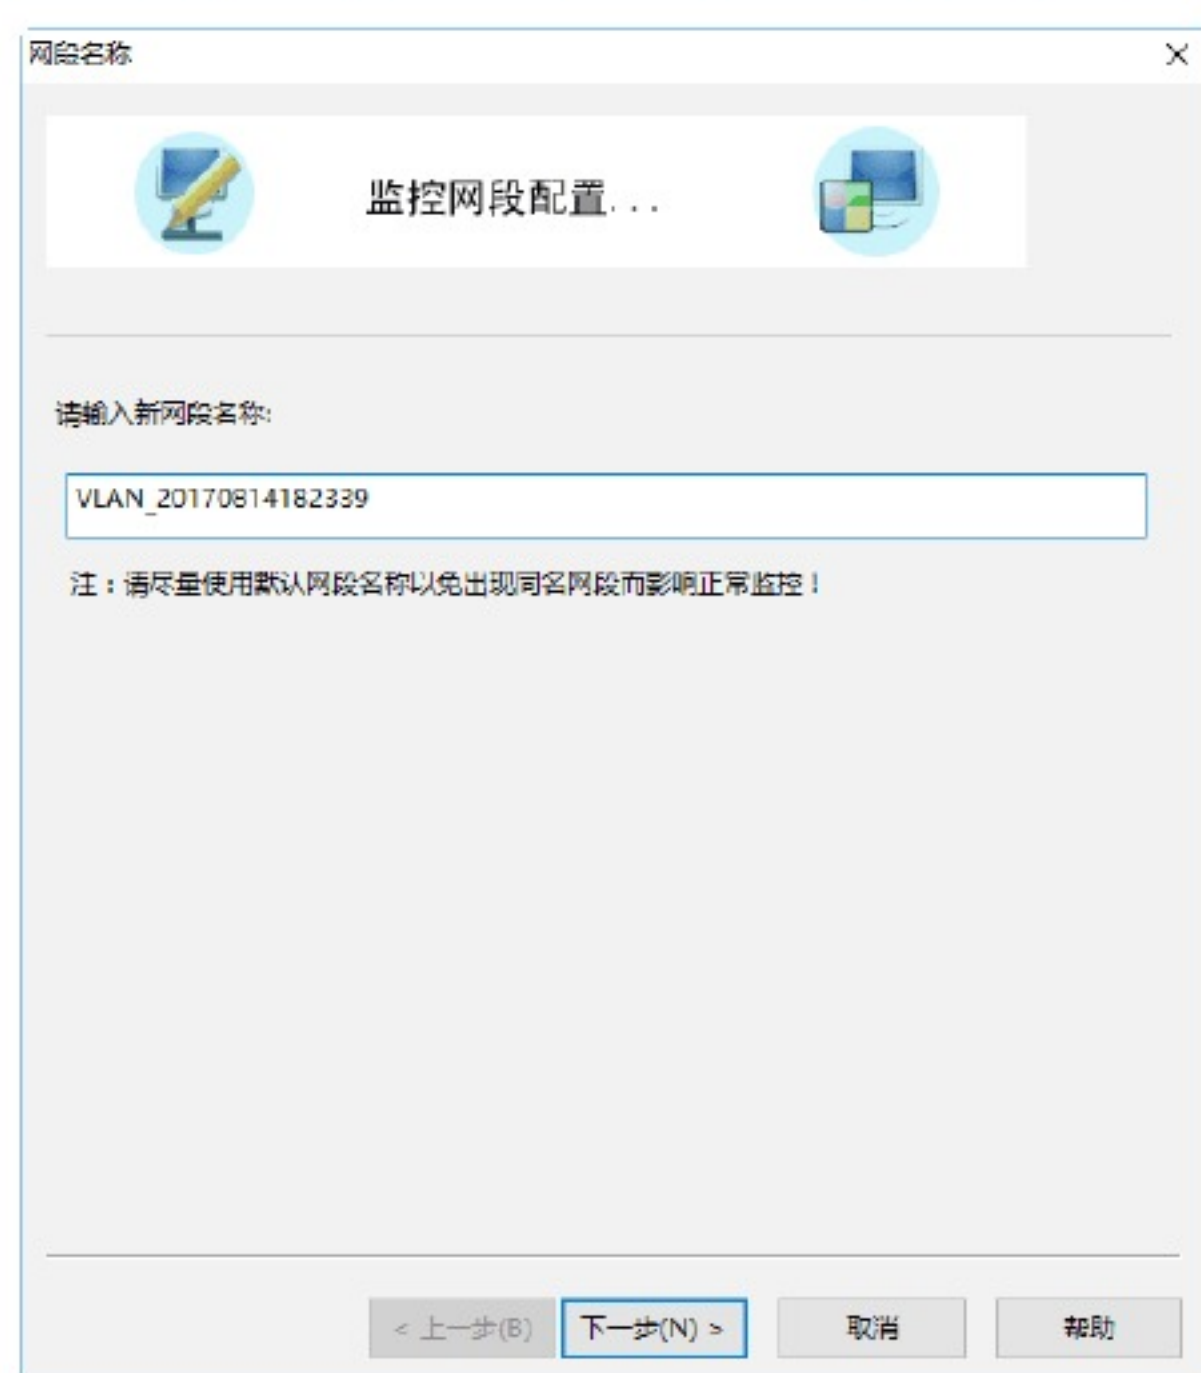 网段名称
监控网段配置...
请输入新网段名称:
VLAN_20170814182339
注：请尽量使用默认网段名称以免出现同名网段而影响正常监控！
< 上一步(B) 下一步(N) > 取消 帮助